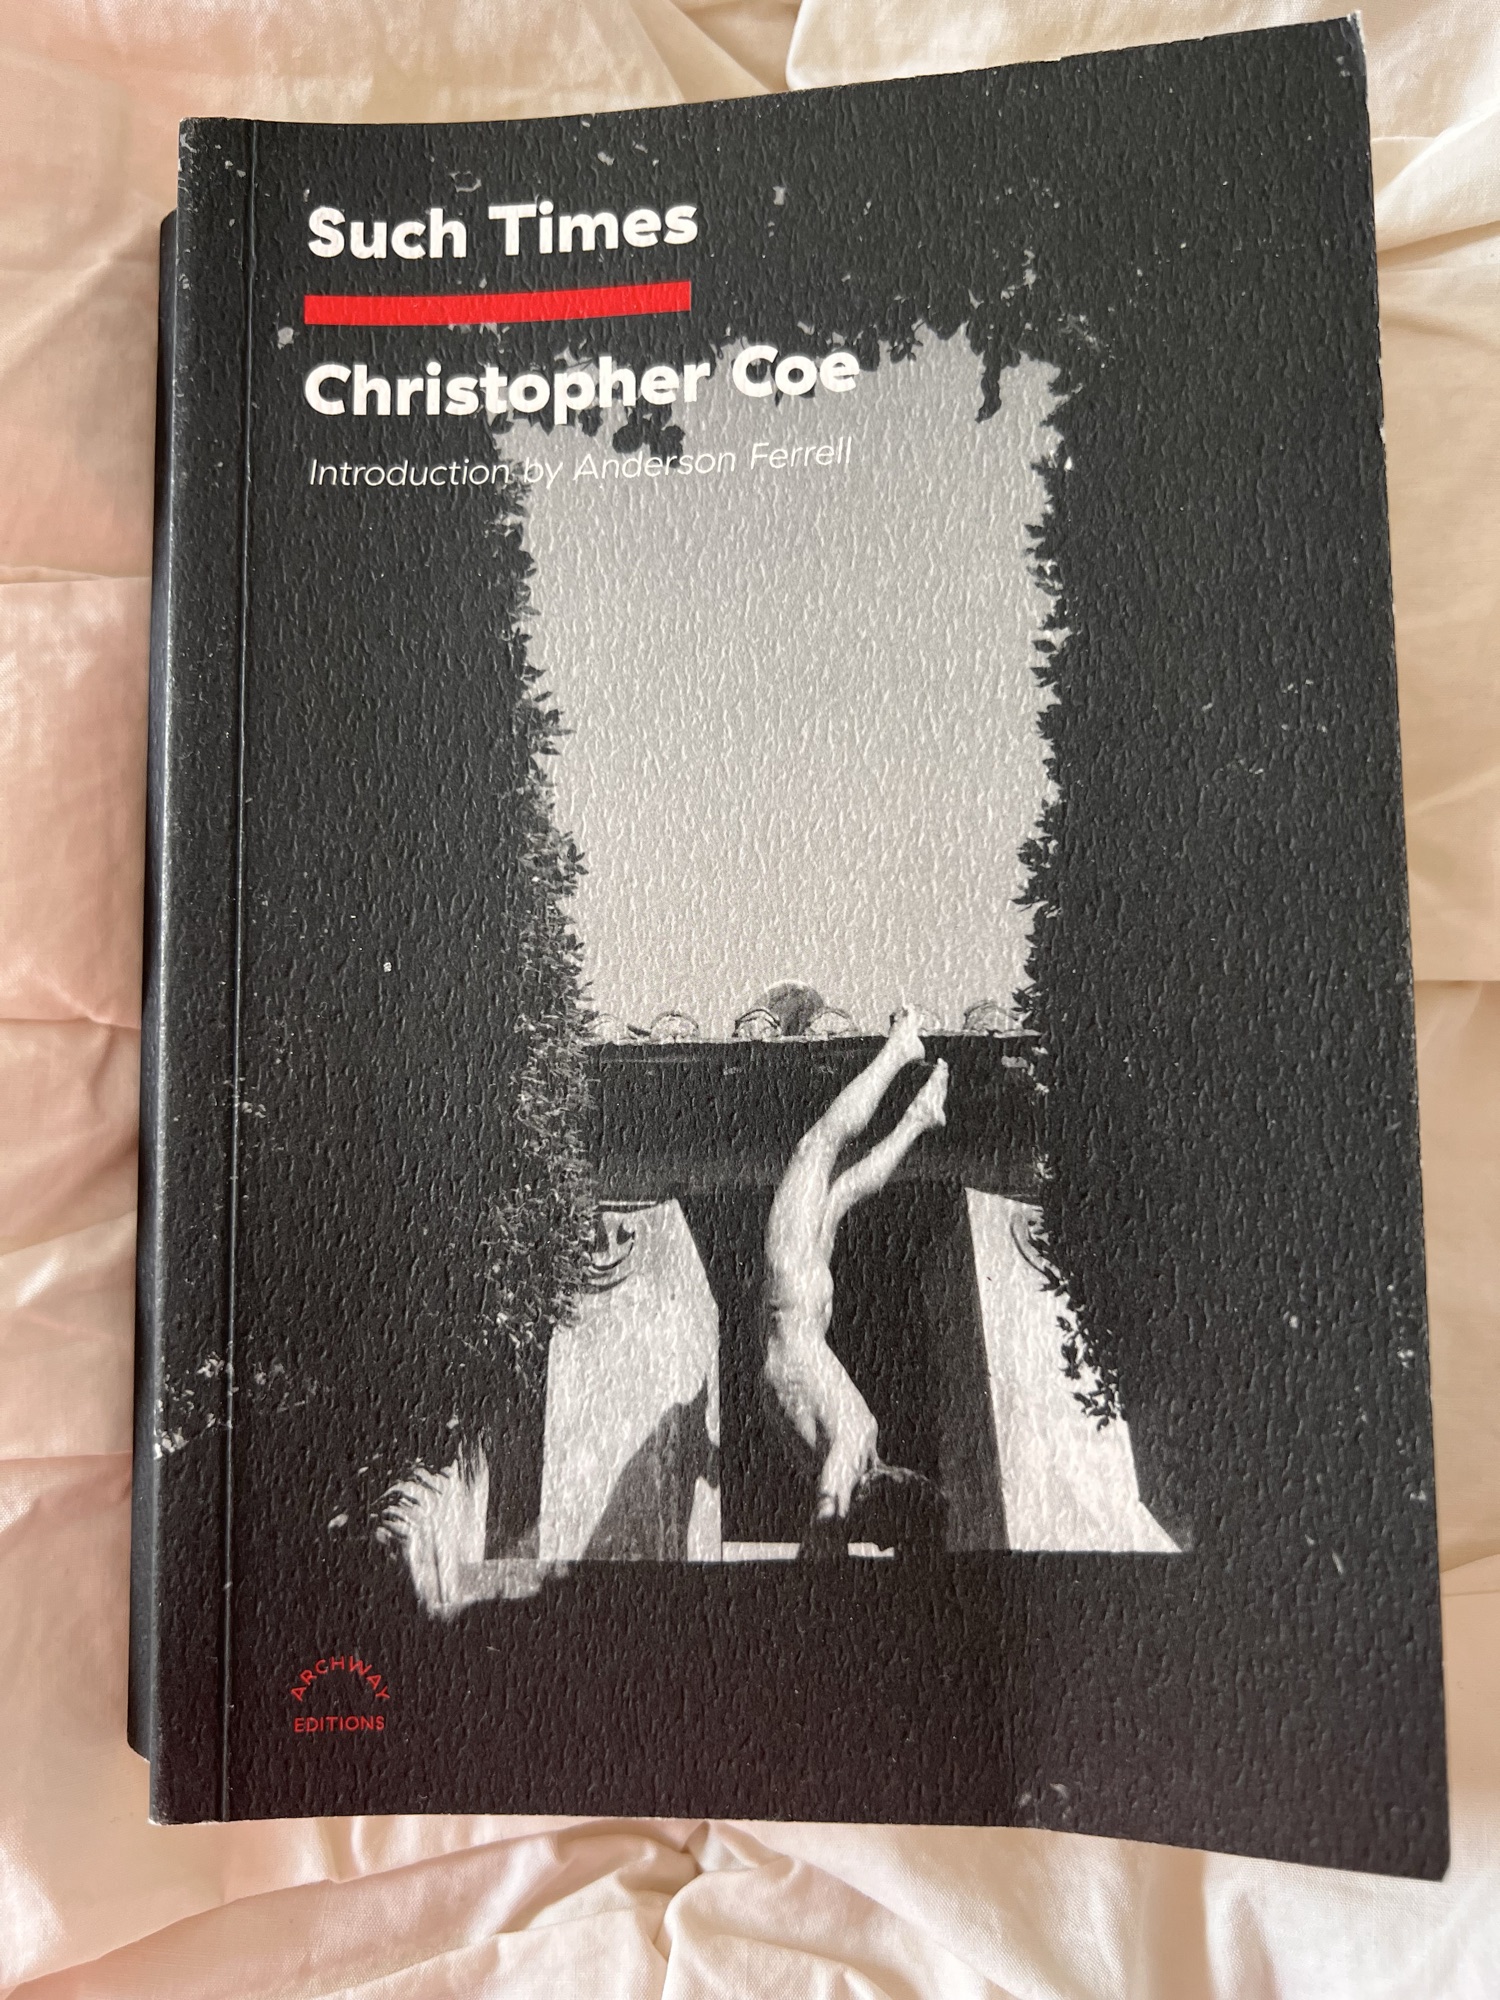 Such Times
Christopher Coe
Introduction by Anderson Ferrell
ARCHWAY
EDITIONS